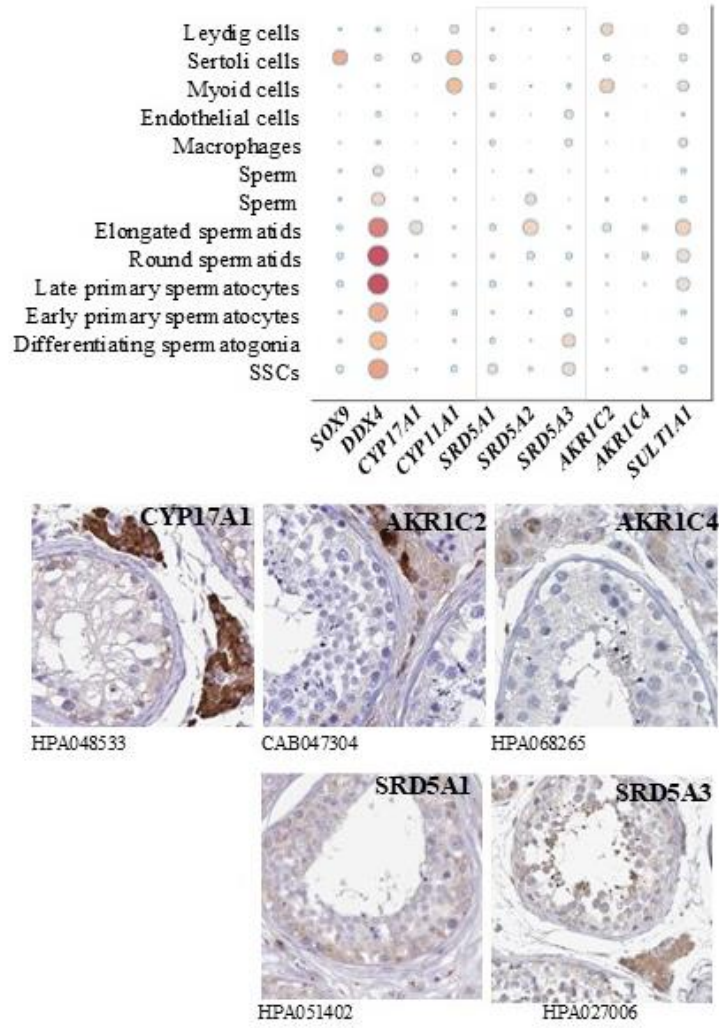 Leydig cells
Sertoli cells
Myoid cells
Endothelial cells
Macrophages
Sperm
Sperm
Elongated spermatids
Round spermatids
Late primary spermatocytes
Early primary spermatocytes
Differentiating spermatogonia
SSCs
SOX9 DDX4 CYP17A1 CYP11A1 SRD5A1 SRD5A2 SRD5A3 AKR1C2 AKR1C4 SULT1A1
CYP17A1 AKR1C2 AKR1C4
HPA048533 CAB047304 HPA068265
SRD5A1 SRD5A3
HPA051402 HPA027006